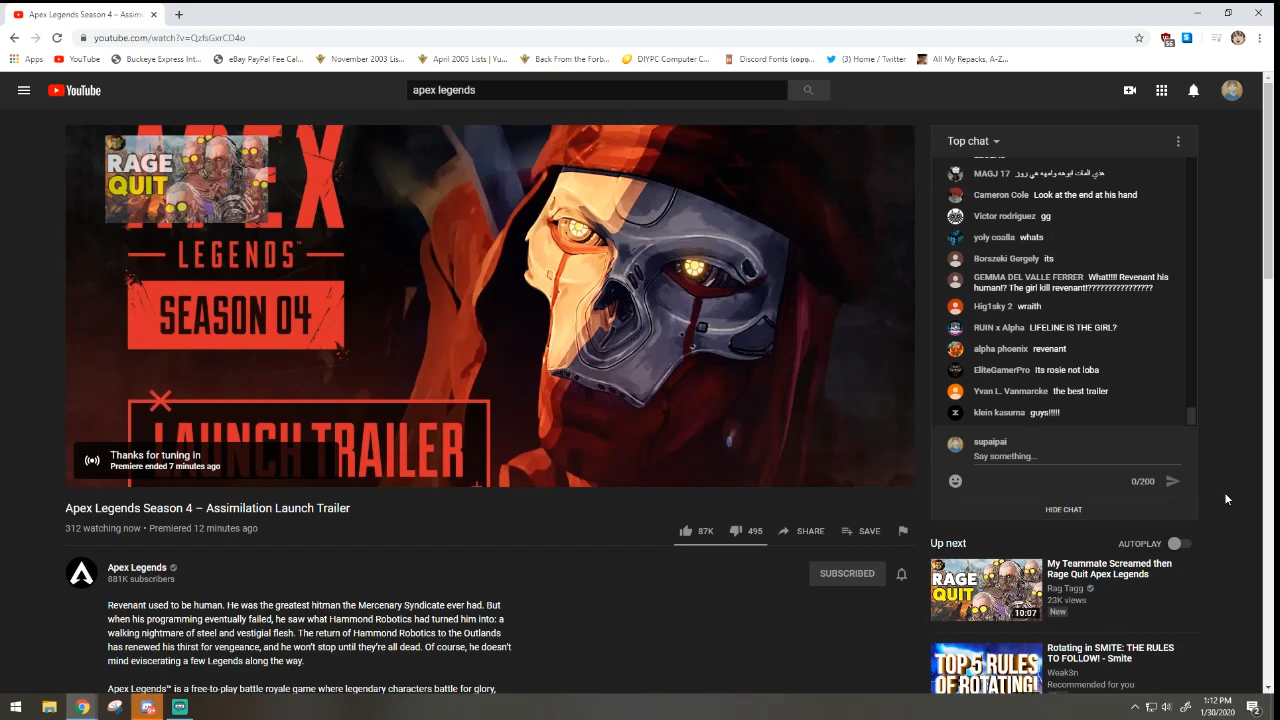 Apex Legends Season 4 – Assimi
youtube.com/watch?v=QzfsGxrCD4o
56
Apps YouTube Buckeye Express Int... eBay PayPal Fee Cal... November 2003 Lis... April 2005 Lists | Yu... Back From the Forb... DIYPC Computer C... Discord Fonts (𝔠𝔬𝔭... (3) Home / Twitter All My Repacks, A-Z...
YouTube
apex legends
APEX
LEGENDS™
SEASON 04
LAUNCH TRAILER
RAGE
QUIT
Thanks for tuning in
Premiere ended 7 minutes ago
Apex Legends Season 4 – Assimilation Launch Trailer
312 watching now • Premiered 12 minutes ago
87K 495 SHARE SAVE
Apex Legends
881K subscribers
SUBSCRIBED
Revenant used to be human. He was the greatest hitman the Mercenary Syndicate ever had. But
when his programming eventually failed, he saw what Hammond Robotics had turned him into: a
walking nightmare of steel and vestigial flesh. The return of Hammond Robotics to the Outlands
has renewed his thirst for vengeance, and he won't stop until they're all dead. Of course, he doesn't
mind eviscerating a few Legends along the way.
Apex Legends™ is a free-to-play battle royale game where legendary characters battle for glory,
Top chat
MAGJ 17
Cameron Cole Look at the end at his hand
Victor rodriguez gg
yoly coalla whats
Borszeki Gergely its
GEMMA DEL VALLE FERRER What!!!! Revenant his
human!? The girl kill revenant!???????????????
Hig1sky 2 wraith
RUIN x Alpha LIFELINE IS THE GIRL?
alpha phoenix revenant
EliteGamerPro Its rosie not loba
Yvan L. Vanmarcke the best trailer
klein kasuma guys!!!!!
supaipai
Say something...
0/200
HIDE CHAT
Up next
AUTOPLAY
RAGE
QUIT
10:07
My Teammate Screamed then
Rage Quit Apex Legends
Rag Tagg
23K views
New
TOP 5 RULES
OF ROTATING!
Rotating in SMITE: THE RULES
TO FOLLOW! - Smite
Weak3n
Recommended for you
1:12 PM
1/30/2020
2